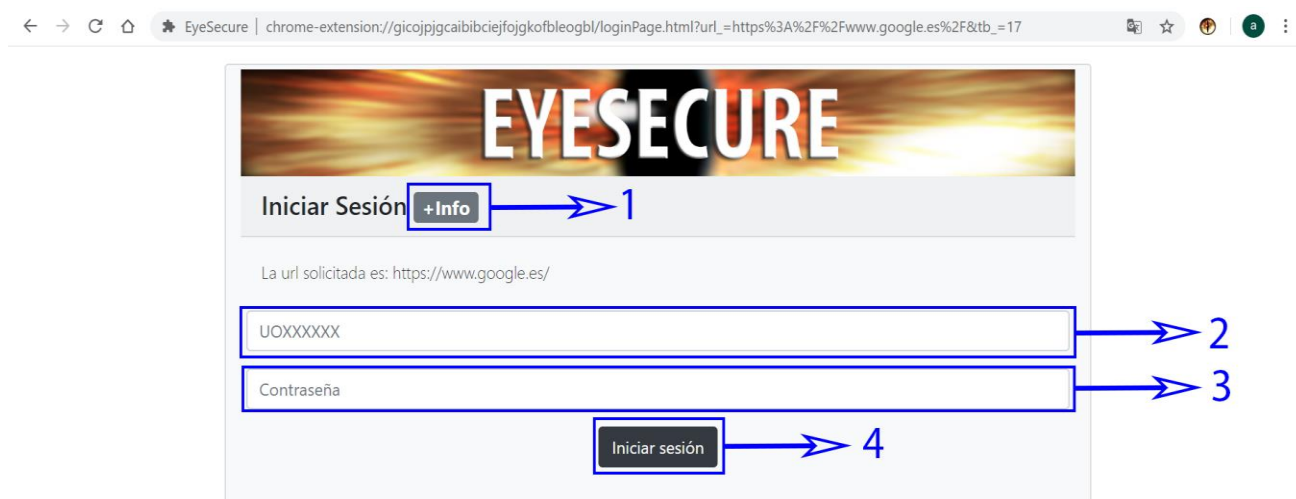 EyeSecure | chrome-extension://gicojpjgcaibibciejfojgkofbleogbl/loginPage.html?url_=https%3A%2F%2Fwww.google.es%2F&tb_=17
a
EYESECURE
Iniciar Sesión +Info 1
La url solicitada es: https://www.google.es/
UOXXXXXX 2
Contraseña 3
Iniciar sesión 4